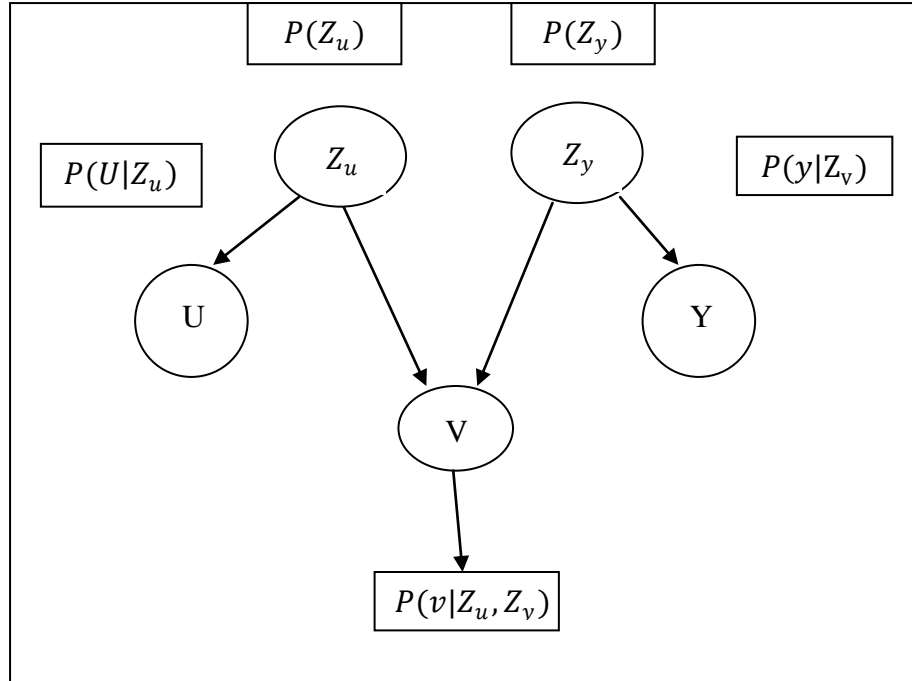 P(Z_u)
P(Z_y)
P(U|Z_u)
Z_u
Z_y
P(y|Z_v)
U
Y
V
P(v|Z_u, Z_v)